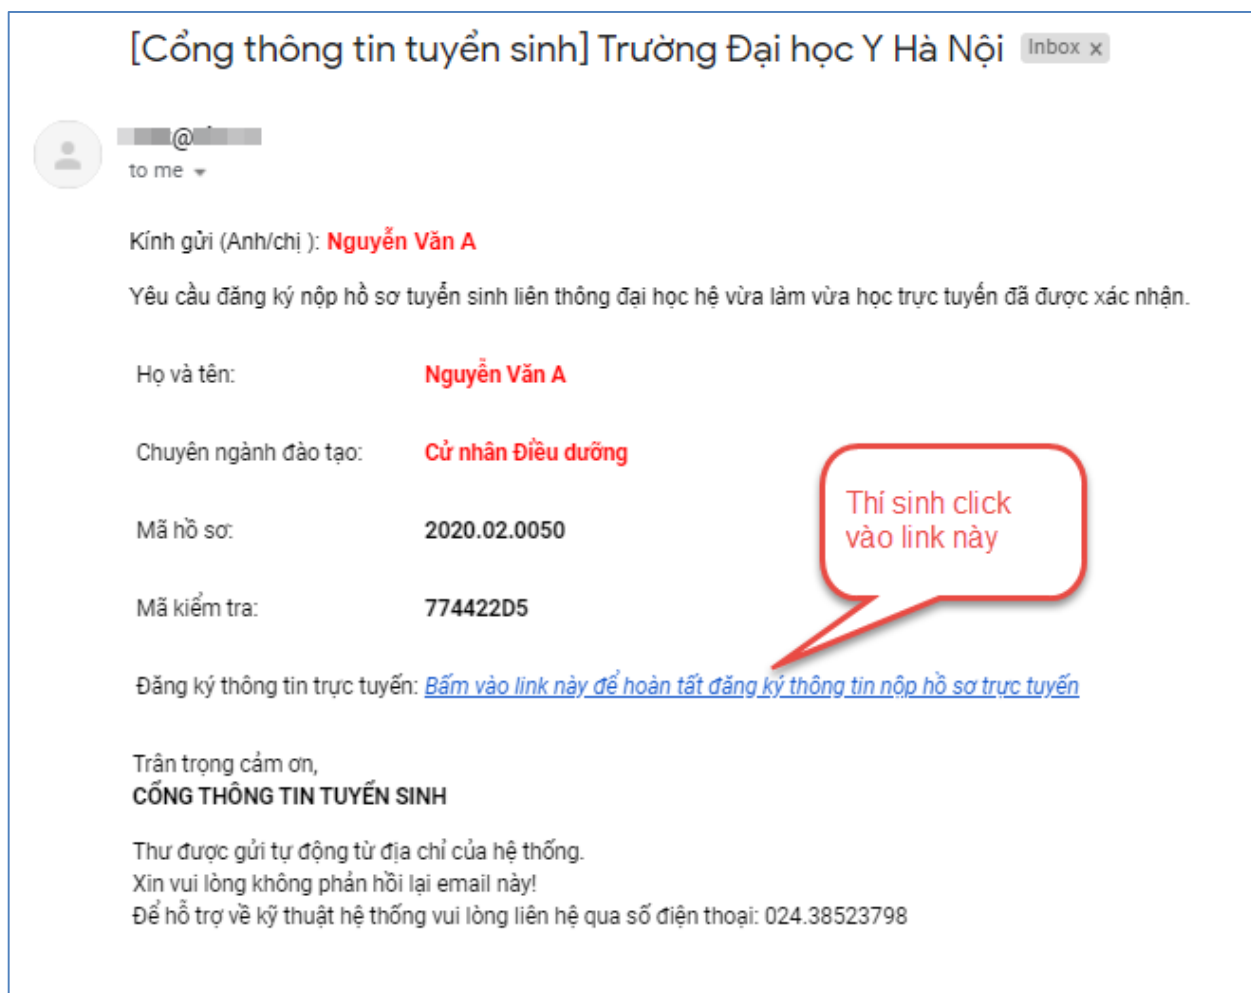 [Cổng thông tin tuyển sinh] Trường Đại học Y Hà Nội Inbox x
@
to me
Kính gửi (Anh/chị ): Nguyễn Văn A
Yêu cầu đăng ký nộp hồ sơ tuyển sinh liên thông đại học hệ vừa làm vừa học trực tuyến đã được xác nhận.
Họ và tên: Nguyễn Văn A
Chuyên ngành đào tạo: Cử nhân Điều dưỡng
Thí sinh click
vào link này
Mã hồ sơ: 2020.02.0050
Mã kiểm tra: 774422D5
Đăng ký thông tin trực tuyến: Bấm vào link này để hoàn tất đăng ký thông tin nộp hồ sơ trực tuyến
Trân trọng cảm ơn,
CỔNG THÔNG TIN TUYỂN SINH
Thư được gửi tự động từ địa chỉ của hệ thống.
Xin vui lòng không phản hồi lại email này!
Để hỗ trợ về kỹ thuật hệ thống vui lòng liên hệ qua số điện thoại: 024.38523798